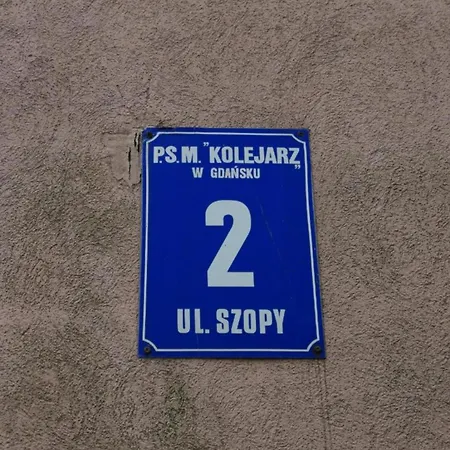 P.S.M. "KOLEJARZ"
W GDAŃSKU
2
UL. SZOPY